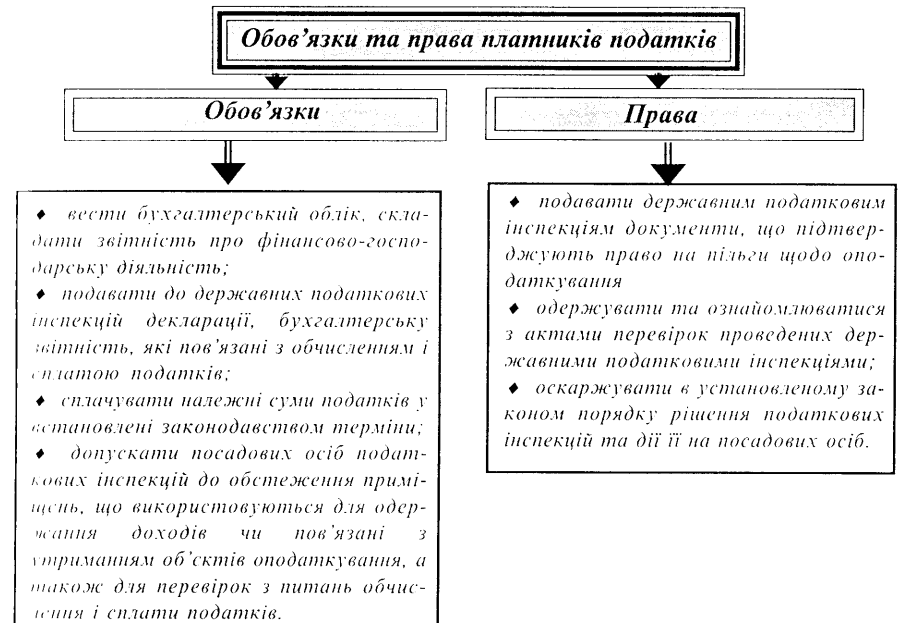 Обов’язки та права платників податків
Обов’язки
♦ вести бухгалтерський облік, скла-
дати звітність про фінансово-госпо-
дарську діяльність;
♦ подавати до державних податкових
інспекцій декларації, бухгалтерську
звітність, які пов'язані з обчисленням і
сплатою податків;
♦ сплачувати належні суми податків у
встановлені законодавством терміни;
♦ допускати посадових осіб подат-
кових інспекцій до обстеження примі-
щень, що використовуються для одер-
жання доходів чи пов'язані з
утриманням об'єктів оподаткування, а
також для перевірок з питань обчис-
лення і сплати податків.
Права
♦ подавати державним податковим
інспекціям документи, що підтвер-
джують право на пільги щодо опо-
даткування
♦ одержувати та ознайомлюватися
з актами перевірок проведених дер-
жавними податковими інспекціями;
♦ оскаржувати в установленому за-
коном порядку рішення податкових
інспекцій та дії її на посадових осіб.